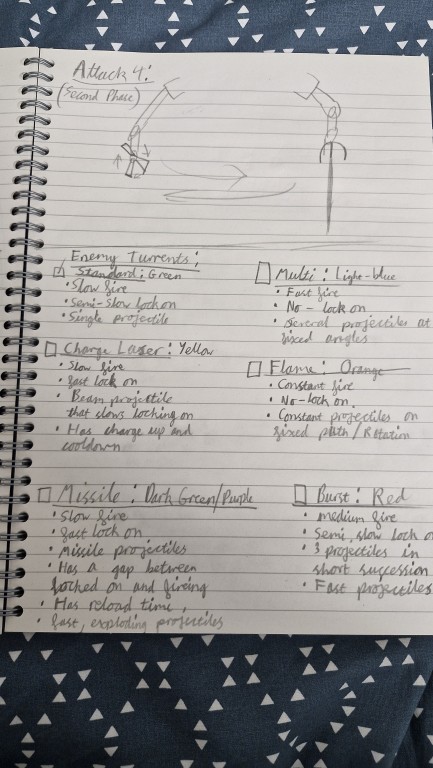 Attack 4:
(Second Phase)
Enemy Turrents:
Standard: Green
• Slow fire
• Semi-slow lock on
• Single projectile
Multi: Light-blue
• Fast fire
• No-lock on
• Several projectiles at
fixed angles
Charge Lazer: Yellow
• Slow fire
• fast lock on
• Beam projectile
that slows locking on
• Has charge up and
cooldown
Flame: Orange
• Constant fire
• No-lock on.
• Constant projectiles on
fixed path/Rotation
Missile: Dark Green/Purple
• Slow fire
• fast lock on
• Missile projectiles
• Has a gap between
locked on and fireing
• Has reload time,
• fast, exploding projectiles
Burst: Red
• Medium fire
• Semi, slow lock on
• 3 projectiles in
short succession
• Fast projectiles